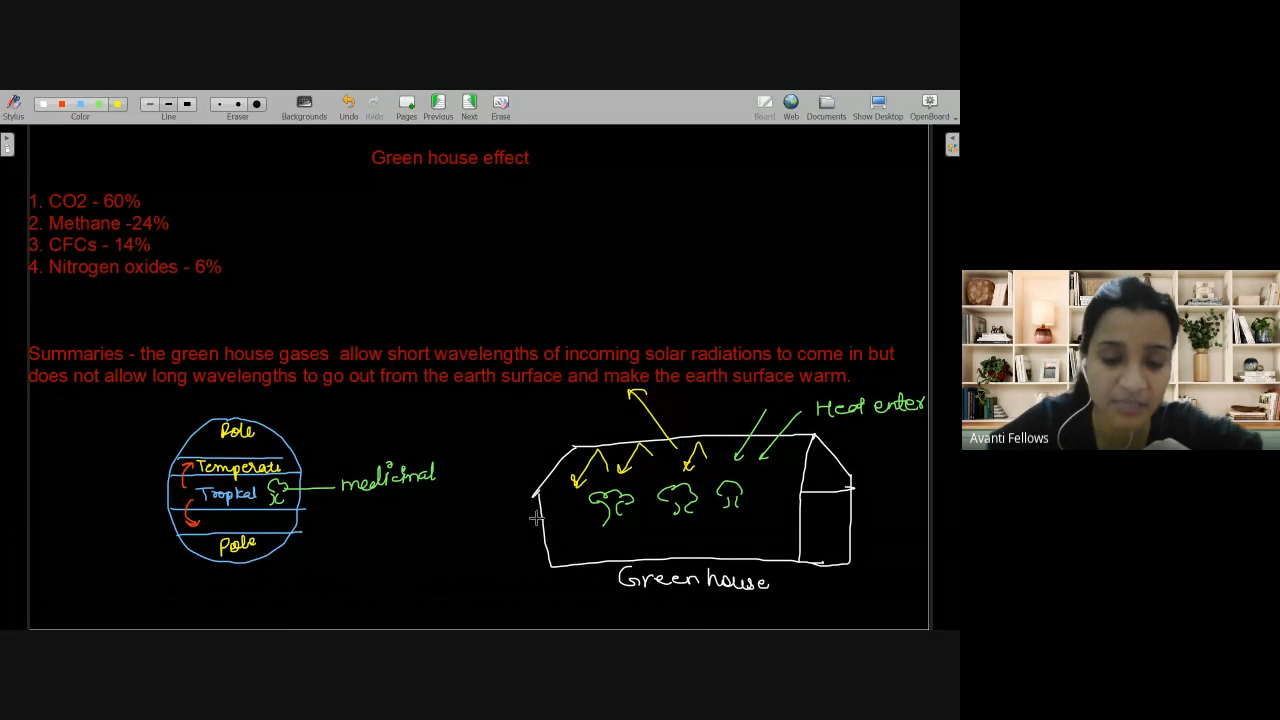 Stylus
Color
Line
Eraser
Backgrounds
Undo
Redo
Pages
Previous
Next
Erase
Board
Web
Documents
Show Desktop
OpenBoard
Green house effect
1. CO2 - 60%
2. Methane -24%
3. CFCs - 14%
4. Nitrogen oxides - 6%
Summaries - the green house gases allow short wavelengths of incoming solar radiations to come in but
does not allow long wavelengths to go out from the earth surface and make the earth surface warm.
Pole
Temperate
Tropical
Pole
medicinal
Heat enter
Green house
Avanti Fellows